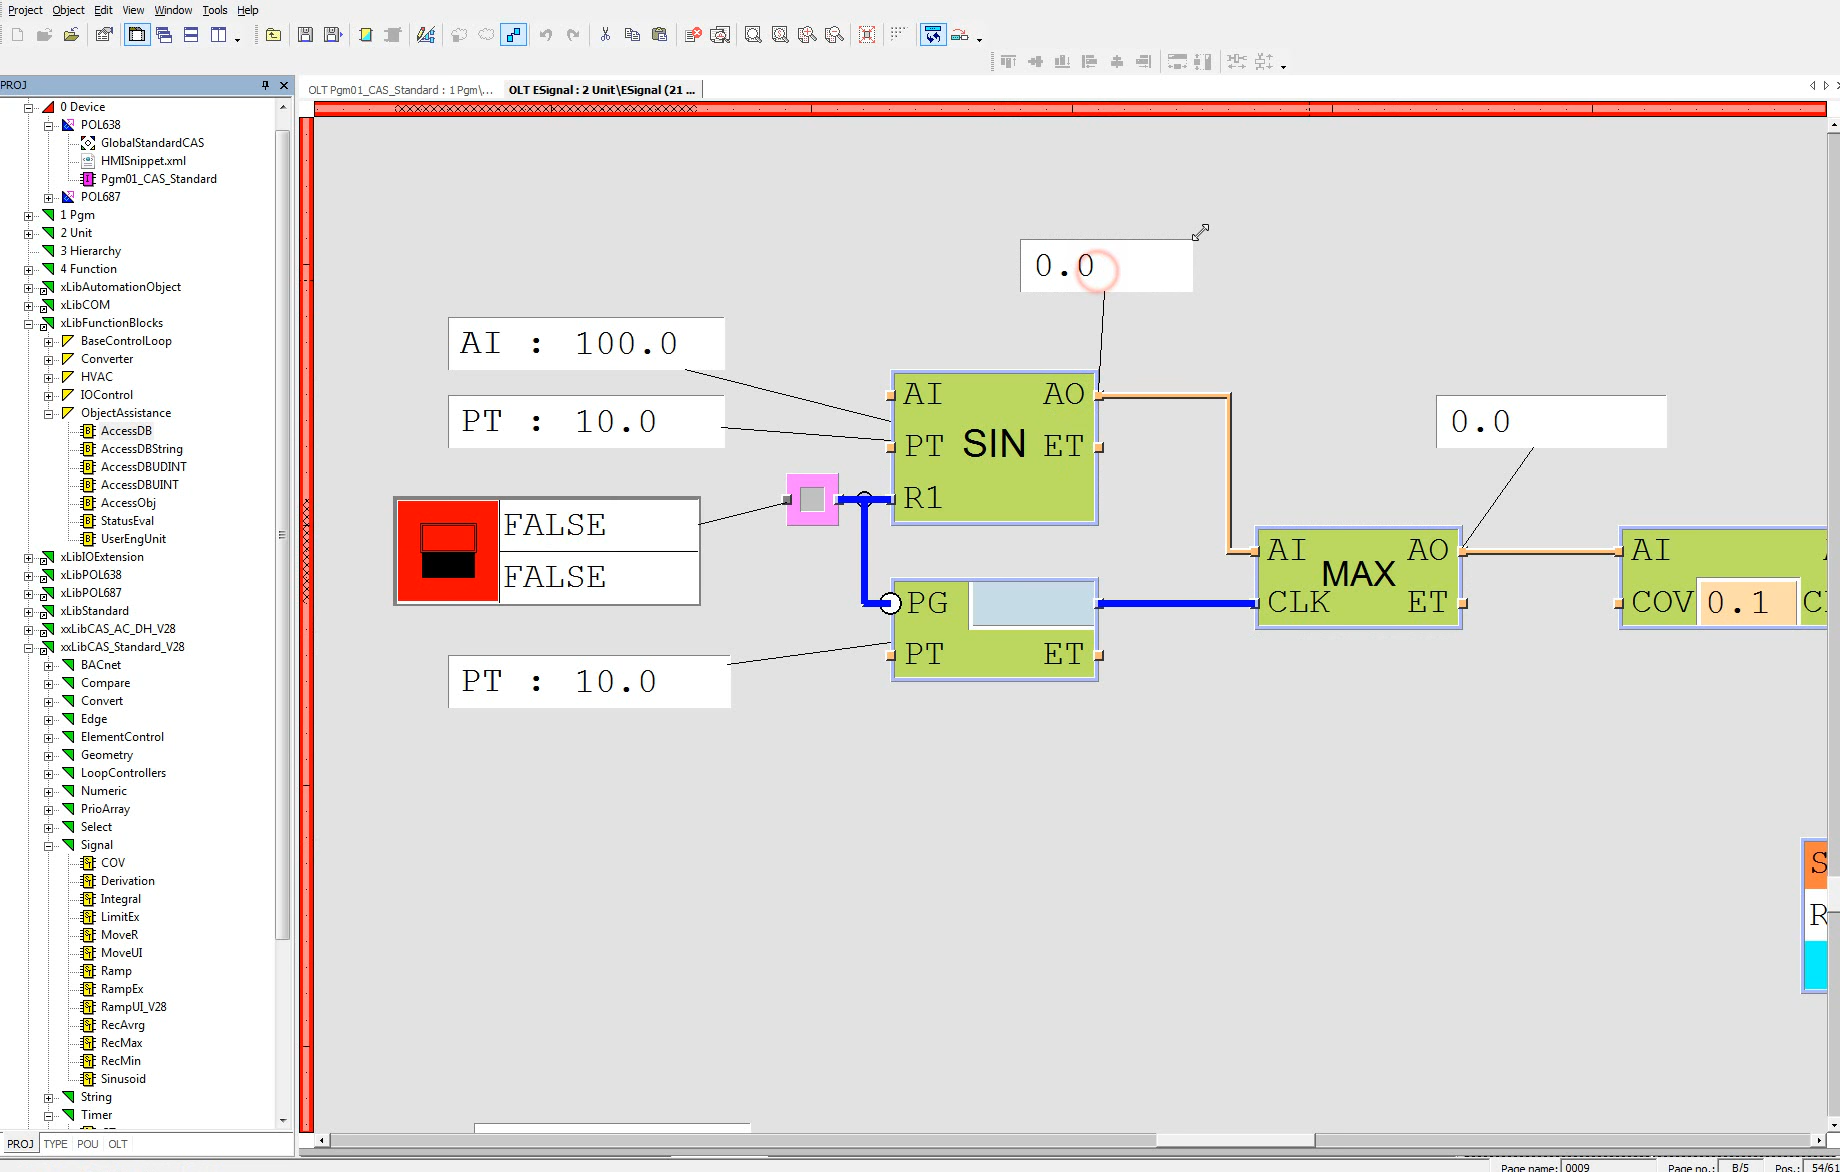 Project Object Edit View Window Tools Help
PROJ
OLT Pgm01_CAS_Standard : 1 Pgm\... OLT ESignal : 2 Unit\ESignal (21 ...
0 Device
POL638
GlobalStandardCAS
HMISnippet.xml
Pgm01_CAS_Standard
POL687
1 Pgm
2 Unit
3 Hierarchy
4 Function
xLibAutomationObject
xLibCOM
xLibFunctionBlocks
BaseControlLoop
Converter
HVAC
IOControl
ObjectAssistance
AccessDB
AccessDBString
AccessDBUDINT
AccessDBUINT
AccessObj
StatusEval
UserEngUnit
xLibIOExtension
xLibPOL638
xLibPOL687
xLibStandard
xxLibCAS_AC_DH_V28
xxLibCAS_Standard_V28
BACnet
Compare
Convert
Edge
ElementControl
Geometry
LoopControllers
Numeric
PrioArray
Select
Signal
COV
Derivation
Integral
LimitEx
MoveR
MoveUI
Ramp
RampEx
RampUI_V28
RecAvrg
RecMax
RecMin
Sinusoid
String
Timer
PROJ TYPE POU OLT
0.0
AI : 100.0
PT : 10.0
AI AO
PT SIN ET
R1
FALSE
FALSE
PG
PT ET
PT : 10.0
0.0
AI AO
MAX
CLK ET
AI
COV 0.1
S
R
Page name: 0009 Page no.: B/5 Pos.: 54/61